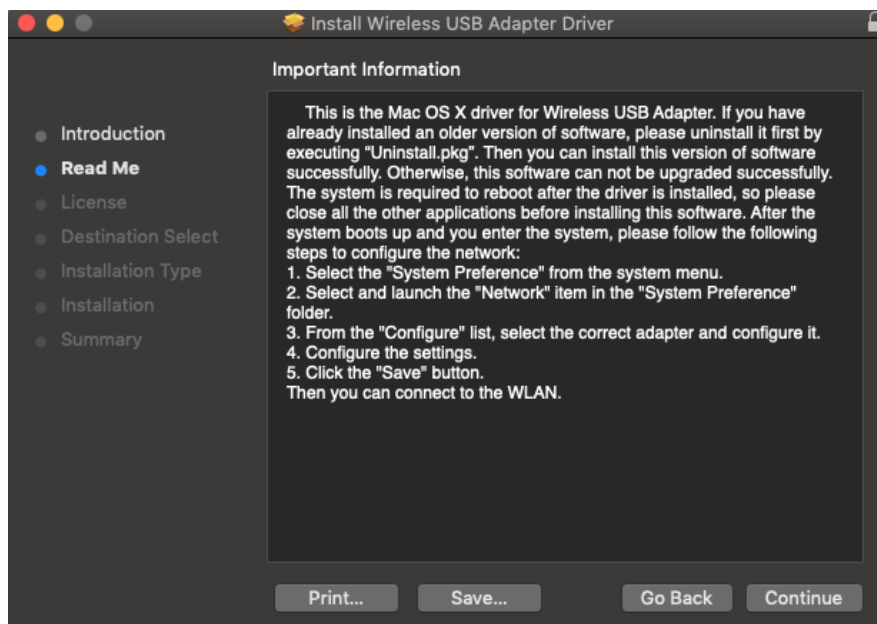 Install Wireless USB Adapter Driver
Important Information
Introduction
Read Me
License
Destination Select
Installation Type
Installation
Summary
This is the Mac OS X driver for Wireless USB Adapter. If you have
already installed an older version of software, please uninstall it first by
executing “Uninstall.pkg”. Then you can install this version of software
successfully. Otherwise, this software can not be upgraded successfully.
The system is required to reboot after the driver is installed, so please
close all the other applications before installing this software. After the
system boots up and you enter the system, please follow the following
steps to configure the network:
1. Select the "System Preference" from the system menu.
2. Select and launch the "Network" item in the "System Preference"
folder.
3. From the "Configure" list, select the correct adapter and configure it.
4. Configure the settings.
5. Click the "Save" button.
Then you can connect to the WLAN.
Print...
Save...
Go Back
Continue